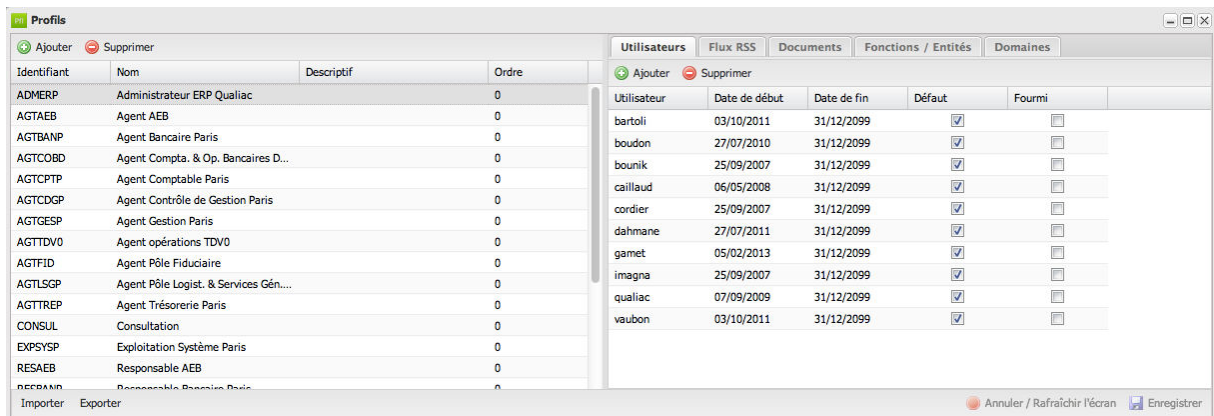 PR Profils
Ajouter Supprimer
Identifiant Nom Descriptif Ordre
ADMERP Administrateur ERP Qualiac 0
AGTAEB Agent AEB 0
AGTBANP Agent Bancaire Paris 0
AGTCOBD Agent Compta. & Op. Bancaires D... 0
AGTCPTP Agent Comptable Paris 0
AGTCDGP Agent Contrôle de Gestion Paris 0
AGTGESP Agent Gestion Paris 0
AGTTDV0 Agent opérations TDV0 0
AGTFID Agent Pôle Fiduciaire 0
AGTLSGP Agent Pôle Logist. & Services Gén.... 0
AGTTREP Agent Trésorerie Paris 0
CONSUL Consultation 0
EXPSYSP Exploitation Système Paris 0
RESAEB Responsable AEB 0
RESBANP Responsable Bancaire Paris 0
Importer Exporter
Utilisateurs Flux RSS Documents Fonctions / Entités Domaines
Ajouter Supprimer
Utilisateur Date de début Date de fin Défaut Fourmi
bartoli 03/10/2011 31/12/2099
boudon 27/07/2010 31/12/2099
bounik 25/09/2007 31/12/2099
caillaud 06/05/2008 31/12/2099
cordier 25/09/2007 31/12/2099
dahmane 27/07/2011 31/12/2099
gamet 05/02/2013 31/12/2099
imagna 25/09/2007 31/12/2099
qualiac 07/09/2009 31/12/2099
vaubon 03/10/2011 31/12/2099
Annuler / Rafraîchir l'écran Enregistrer